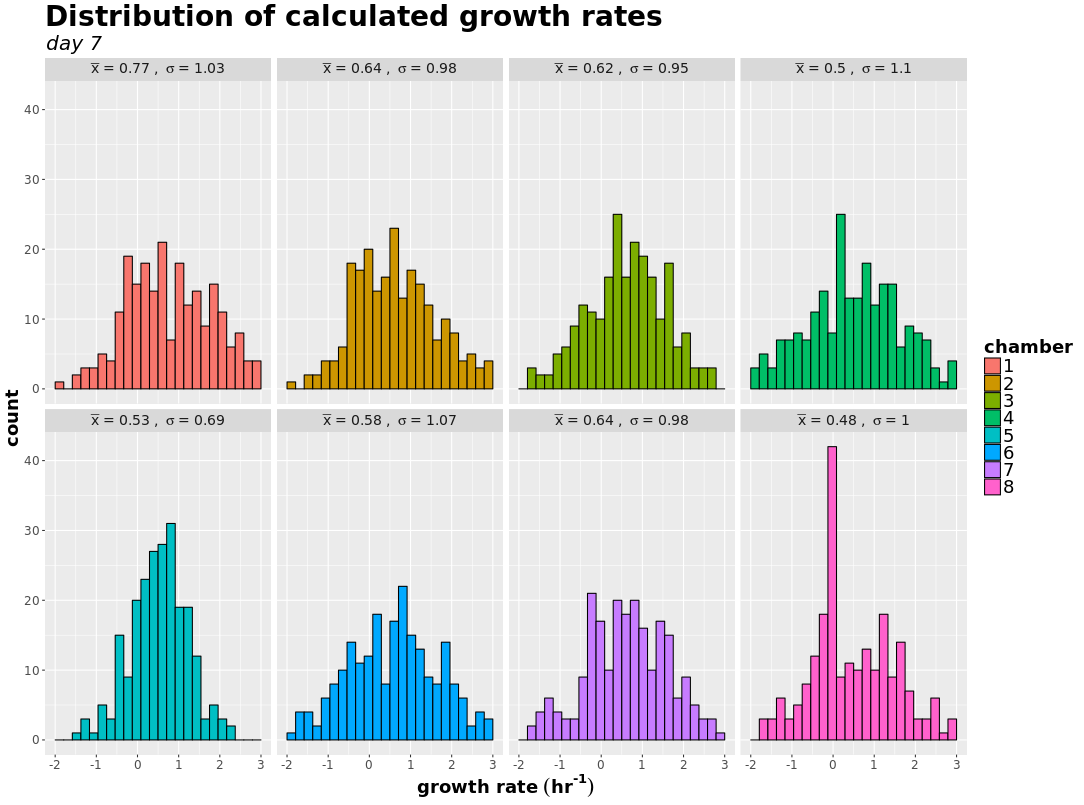 Distribution of calculated growth rates
day 7
x̅ = 0.77 , σ = 1.03
x̅ = 0.64 , σ = 0.98
x̅ = 0.62 , σ = 0.95
x̅ = 0.5 , σ = 1.1
40
30
20
10
0
count
x̅ = 0.53 , σ = 0.69
x̅ = 0.58 , σ = 1.07
x̅ = 0.64 , σ = 0.98
x̅ = 0.48 , σ = 1
40
30
20
10
0
-2 -1 0 1 2 3
-2 -1 0 1 2 3
-2 -1 0 1 2 3
-2 -1 0 1 2 3
growth rate (hr⁻¹)
chamber
1
2
3
4
5
6
7
8